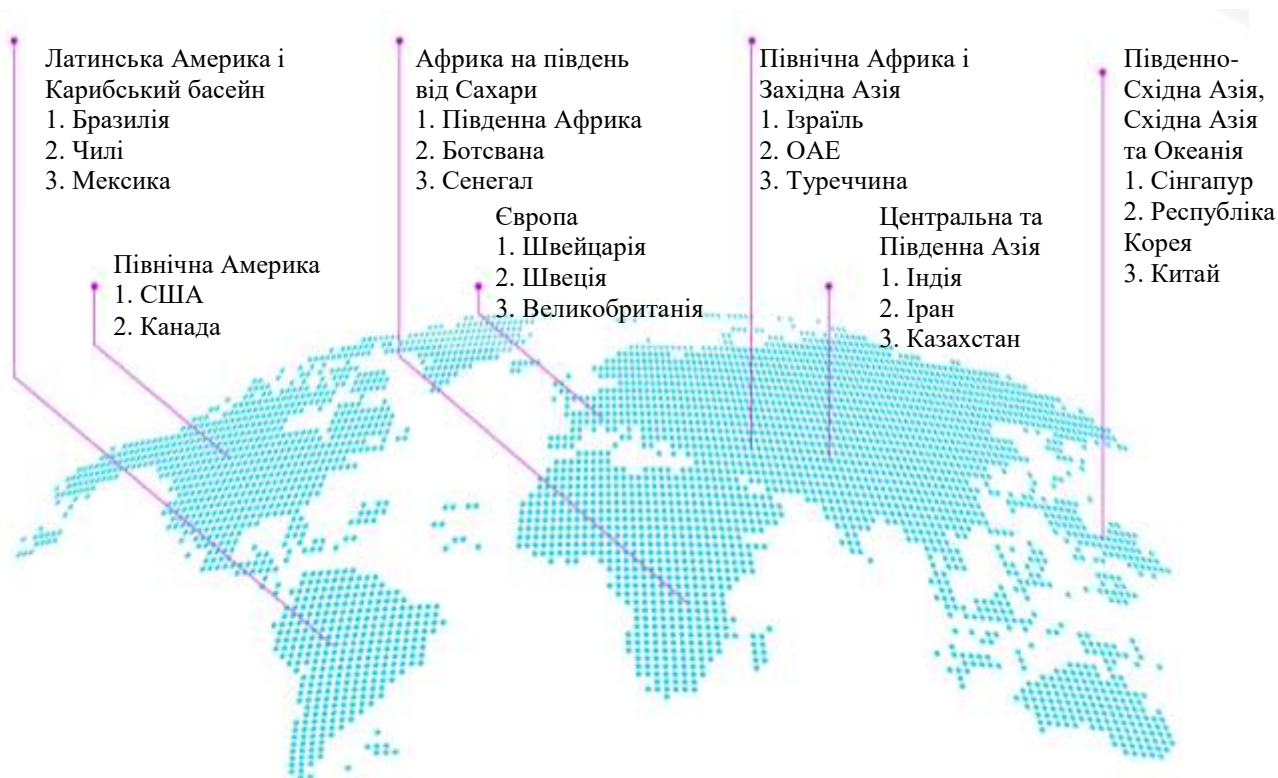 Латинська Америка і
Карибський басейн
1. Бразилія
2. Чилі
3. Мексика
Африка на південь
від Сахари
1. Південна Африка
2. Ботсвана
3. Сенегал
Північна Африка і
Західна Азія
1. Ізраїль
2. ОАЕ
3. Туреччина
Південно-
Східна Азія,
Східна Азія
та Океанія
1. Сінгапур
2. Республіка
Корея
3. Китай
Північна Америка
1. США
2. Канада
Європа
1. Швейцарія
2. Швеція
3. Великобританія
Центральна та
Південна Азія
1. Індія
2. Іран
3. Казахстан